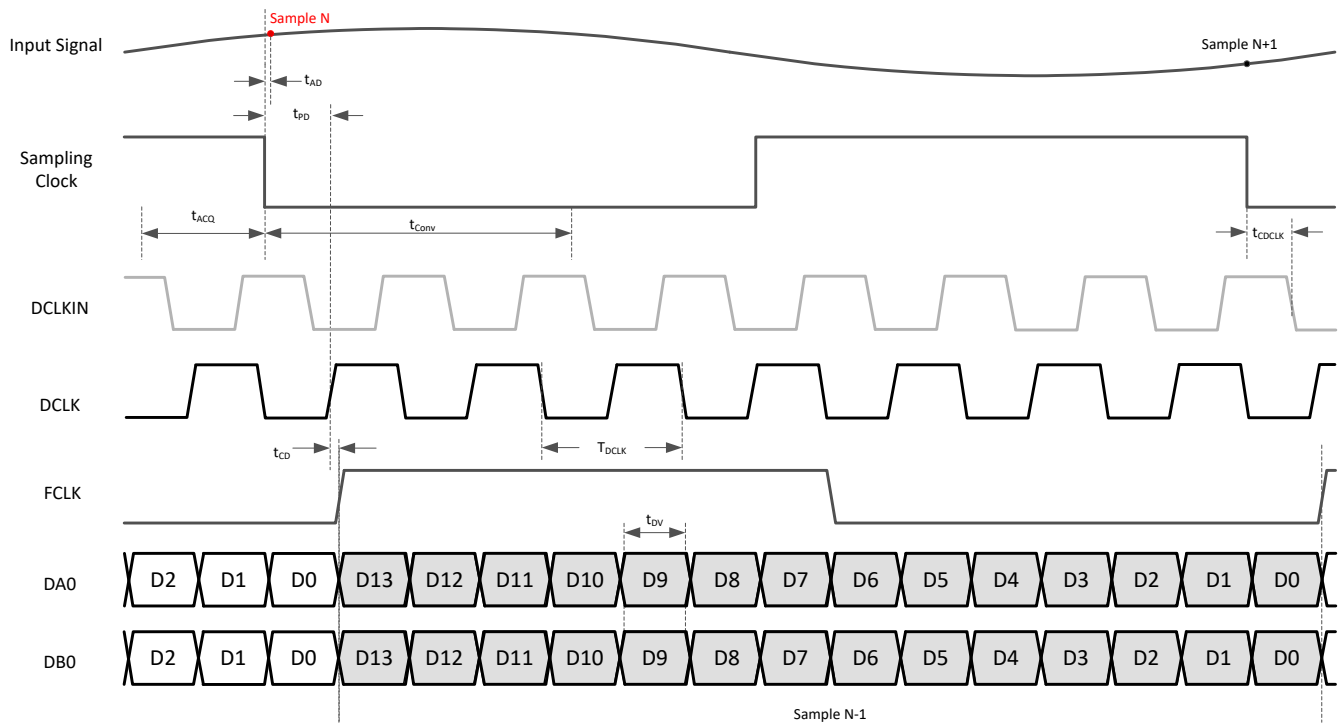 Sample N
Input Signal
Sample N+1
tAD
tPD
Sampling
Clock
tACQ
tConv
tCDCLK
DCLKIN
DCLK
tCD
TDCLK
FCLK
tDV
DA0
D2 D1 D0 D13 D12 D11 D10 D9 D8 D7 D6 D5 D4 D3 D2 D1 D0
DB0
D2 D1 D0 D13 D12 D11 D10 D9 D8 D7 D6 D5 D4 D3 D2 D1 D0
Sample N-1